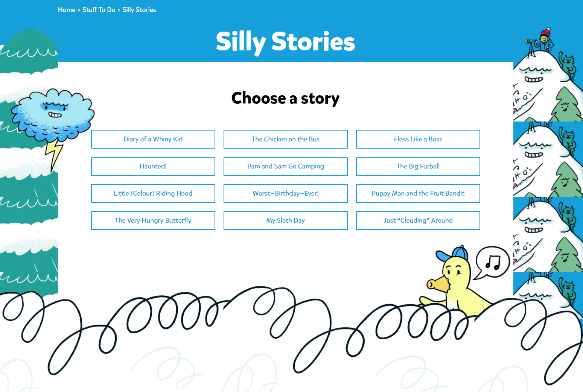 Home > Stuff To Do > Silly Stories
Silly Stories
Choose a story
Diary of a Whiny Kid
The Chicken on the Bus
Floss Like a Boss
Haunted!
Pam and Sam Go Camping
The Big Furball
Little [Colour] Riding Hood
Worst–Birthday–Ever!
Puppy Man and the Fruit Bandit
The Very Hungry Butterfly
My Sloth Day
Just “Clouding” Around